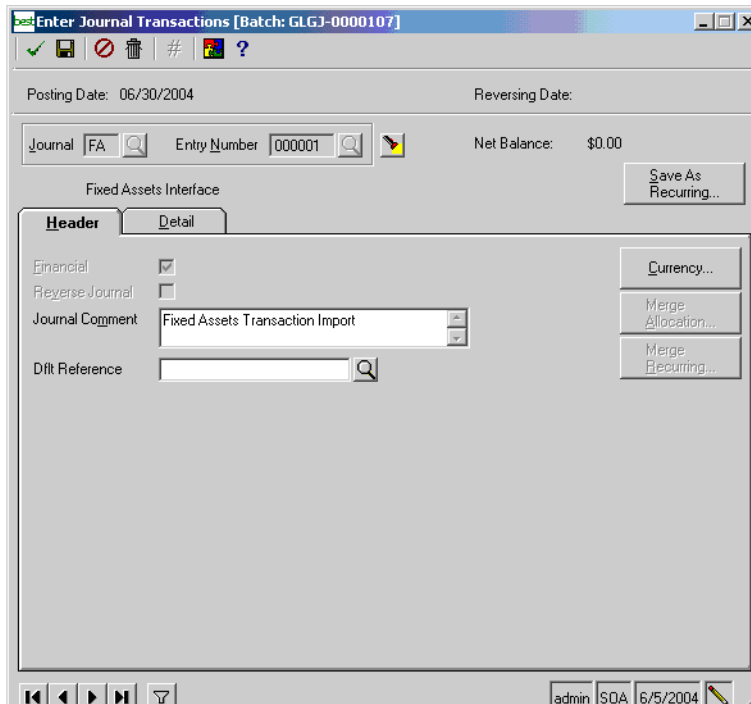 best Enter Journal Transactions [Batch: GLGJ-0000107]
# ?
Posting Date: 06/30/2004 Reversing Date:
Journal FA Entry Number 000001 Net Balance: $0.00
Save As
Recurring...
Fixed Assets Interface
Header Detail
Financial
Currency...
Reverse Journal
Journal Comment Fixed Assets Transaction Import
Merge
Allocation...
Dflt Reference
Merge
Recurring...
admin SOA 6/5/2004